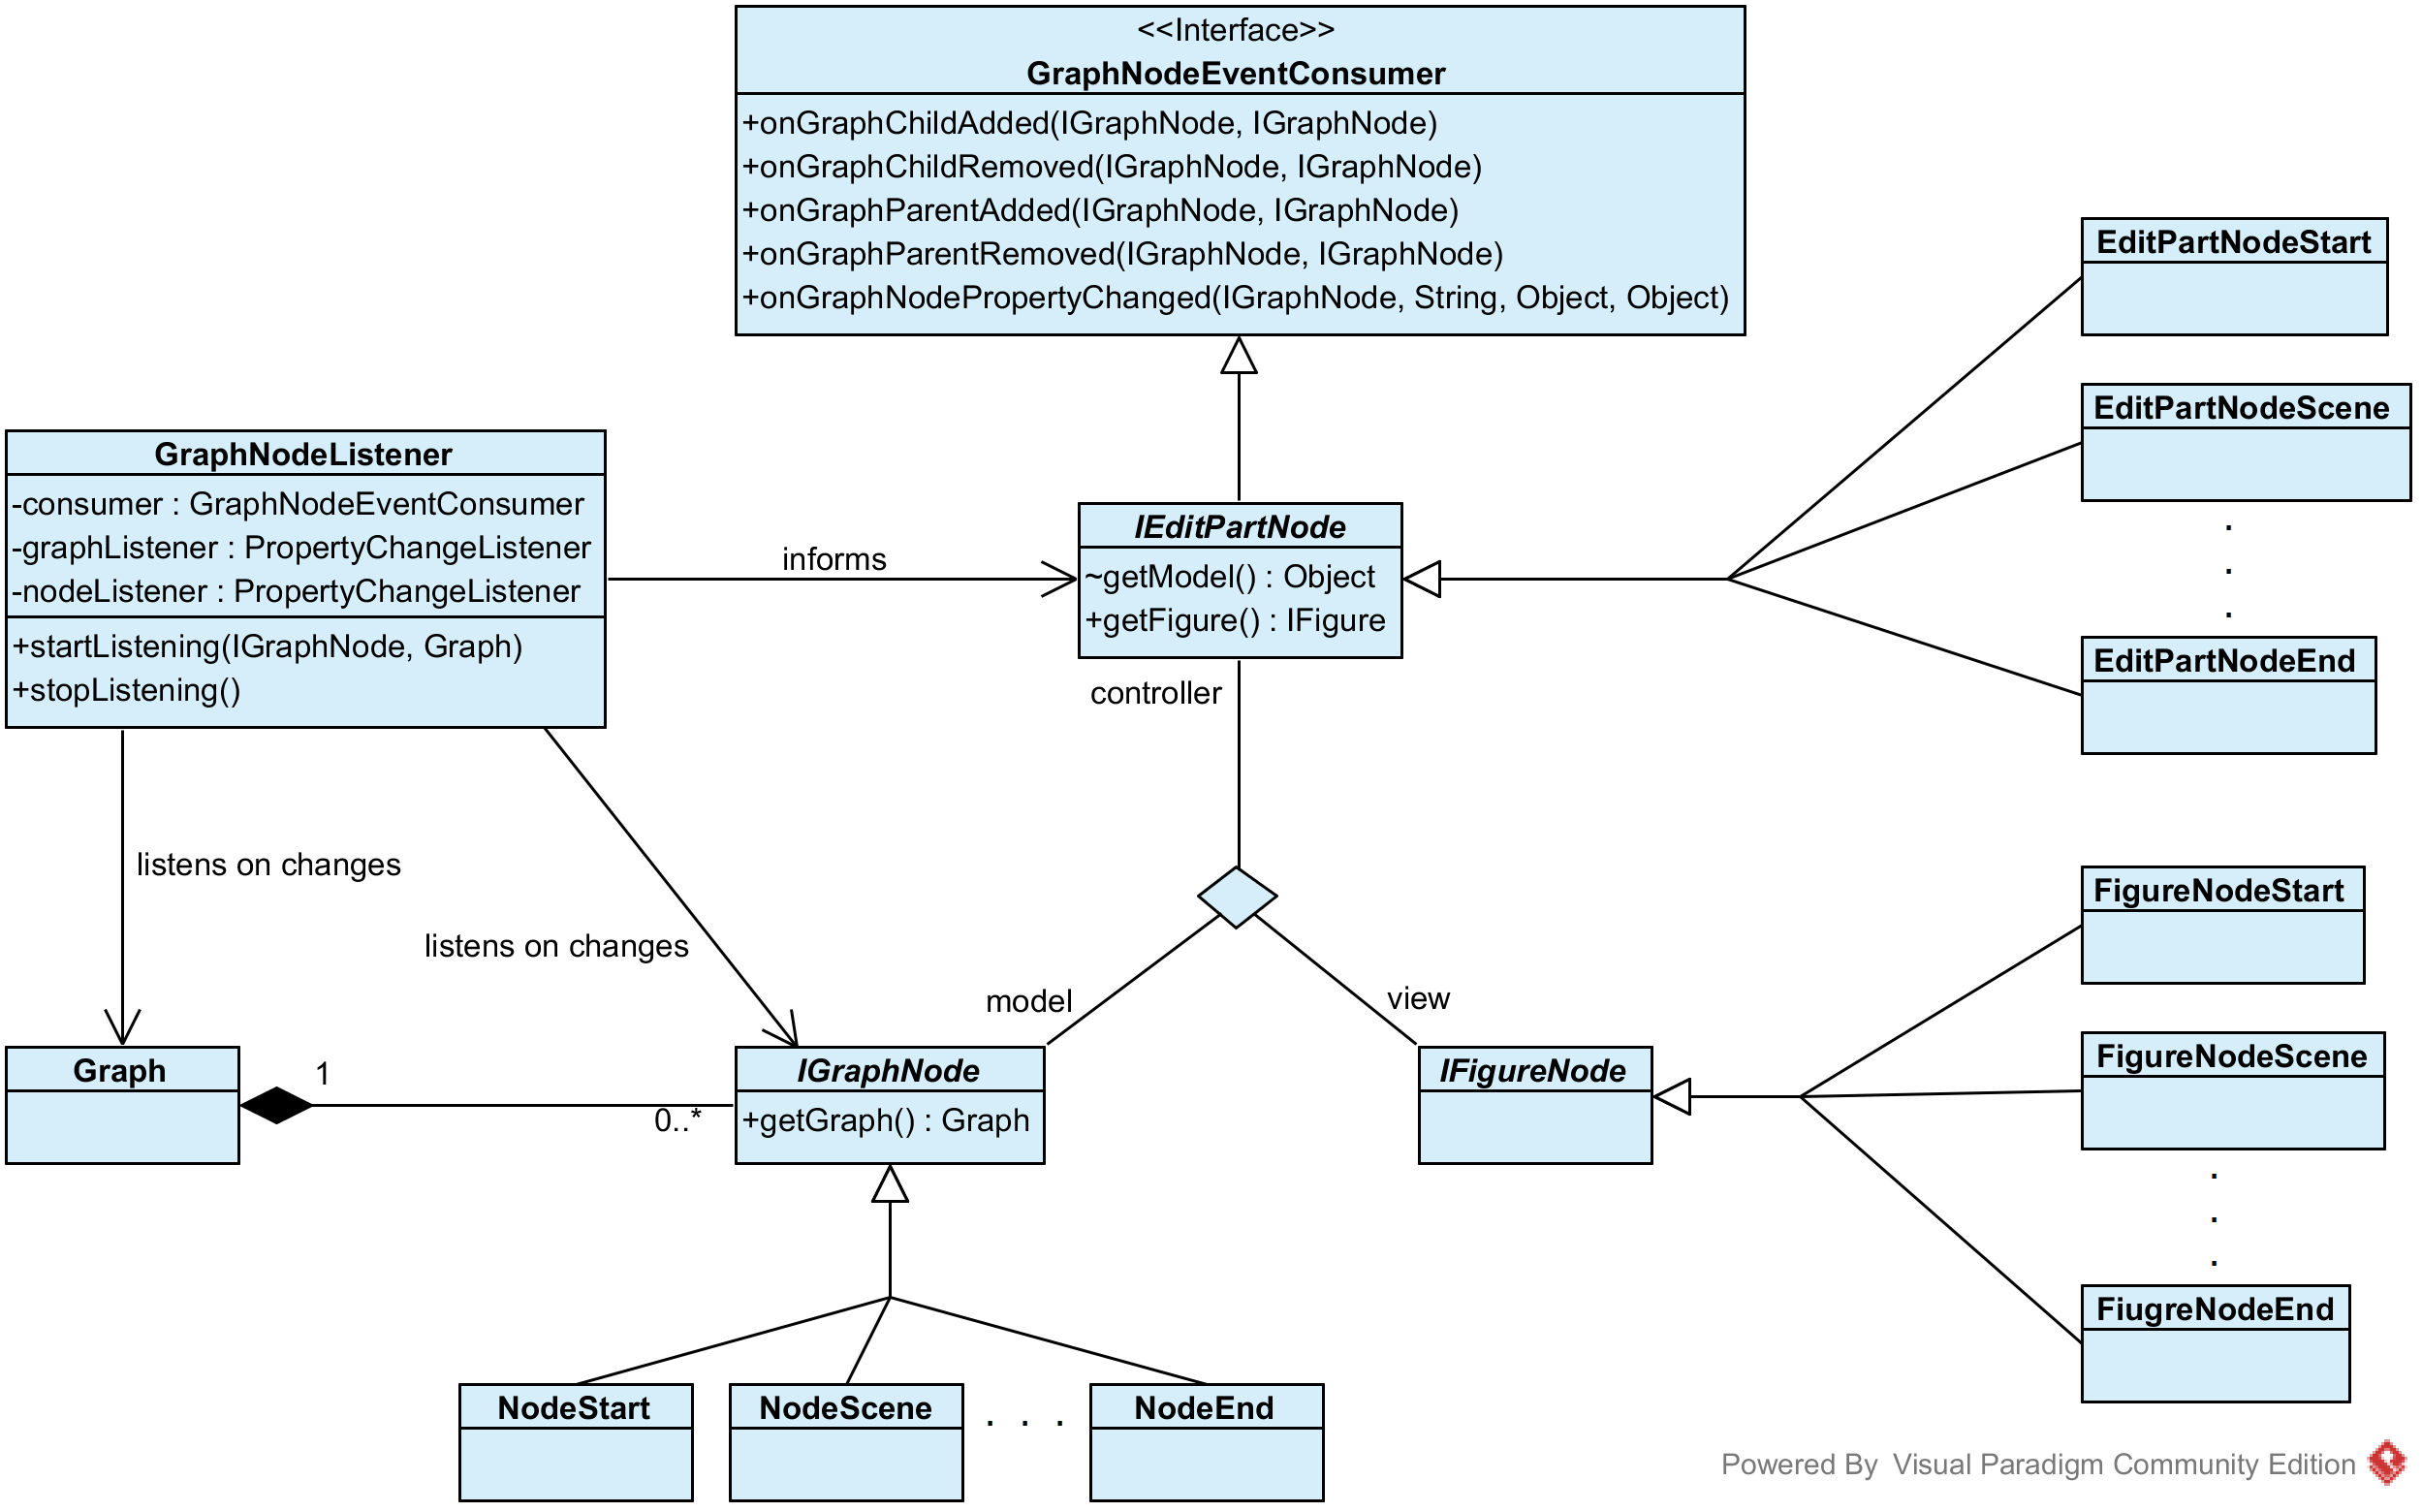 <<Interface>>
GraphNodeEventConsumer
+onGraphChildAdded(IGraphNode, IGraphNode)
+onGraphChildRemoved(IGraphNode, IGraphNode)
+onGraphParentAdded(IGraphNode, IGraphNode)
+onGraphParentRemoved(IGraphNode, IGraphNode)
+onGraphNodePropertyChanged(IGraphNode, String, Object, Object)
EditPartNodeStart
EditPartNodeScene
.
.
.
EditPartNodeEnd
GraphNodeListener
-consumer : GraphNodeEventConsumer
-graphListener : PropertyChangeListener
-nodeListener : PropertyChangeListener
+startListening(IGraphNode, Graph)
+stopListening()
informs
IEditPartNode
~getModel() : Object
+getFigure() : IFigure
controller
listens on changes
listens on changes
model
view
Graph
1
0..*
IGraphNode
+getGraph() : Graph
IFigureNode
FigureNodeStart
FigureNodeScene
.
.
.
FiugreNodeEnd
NodeStart
NodeScene
. . .
NodeEnd
Powered By Visual Paradigm Community Edition